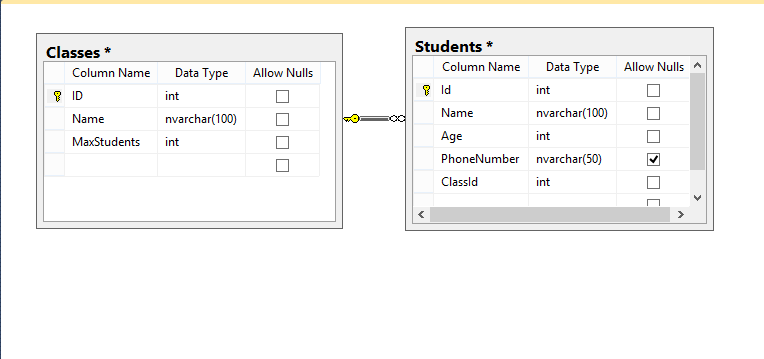 Classes *
Column Name Data Type Allow Nulls
ID int
Name nvarchar(100)
MaxStudents int
Students *
Column Name Data Type Allow Nulls
Id int
Name nvarchar(100)
Age int
PhoneNumber nvarchar(50)
ClassId int